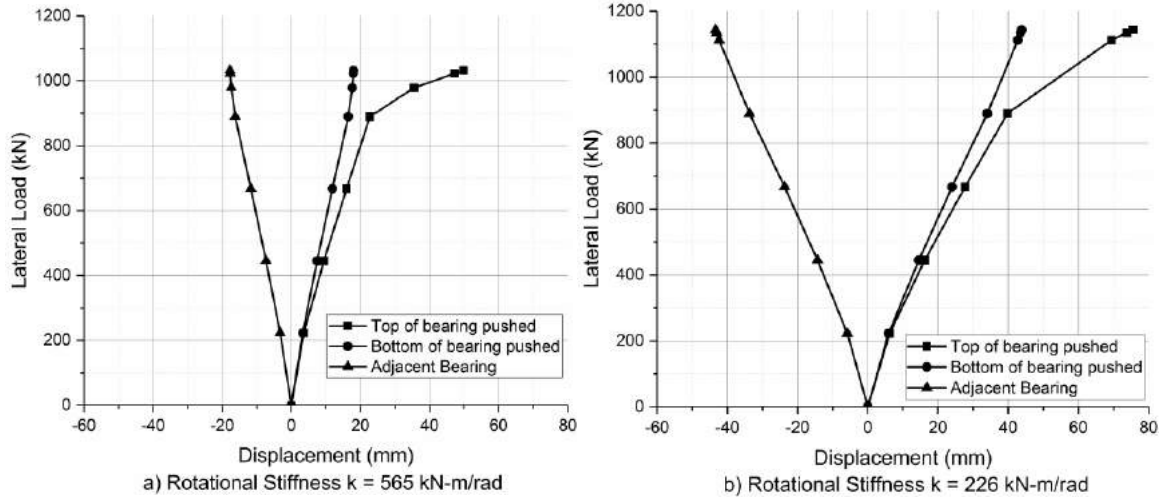 1200
1000
800
600
400
200
0
Lateral Load (kN)
-60 -40 -20 0 20 40 60 80
Displacement (mm)
Top of bearing pushed
Bottom of bearing pushed
Adjacent Bearing
a) Rotational Stiffness k = 565 kN-m/rad
1200
1000
800
600
400
200
0
Lateral Load (kN)
-60 -40 -20 0 20 40 60 80
Displacement (mm)
Top of bearing pushed
Bottom of bearing pushed
Adjacent Bearing
b) Rotational Stiffness k = 226 kN-m/rad